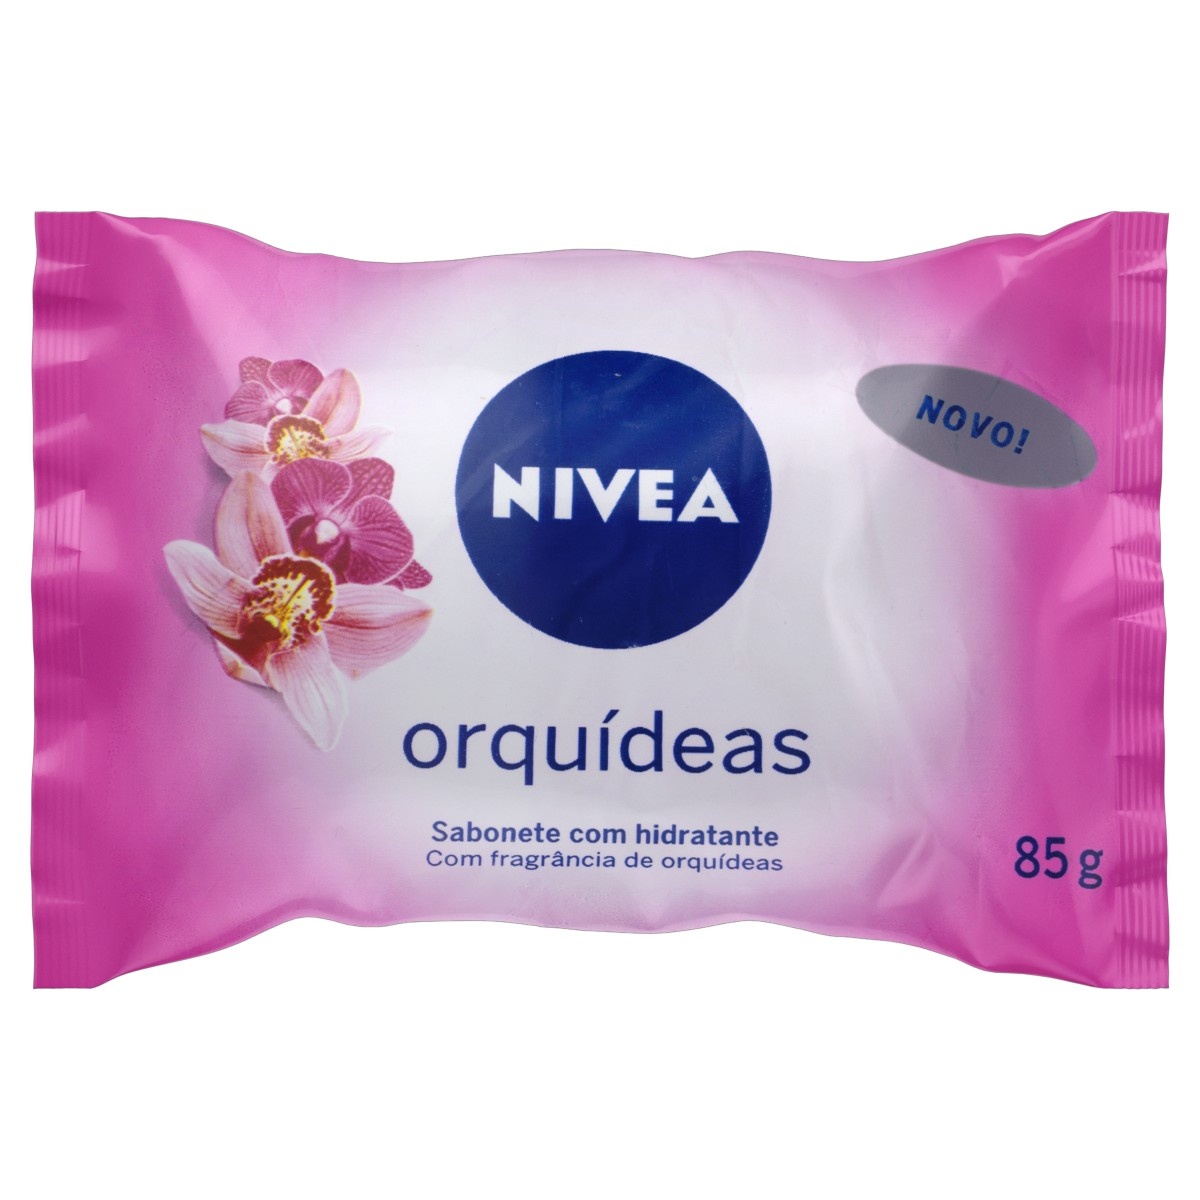 NIVEA
NOVO!
orquídeas
Sabonete com hidratante
Com fragrância de orquídeas
85 g